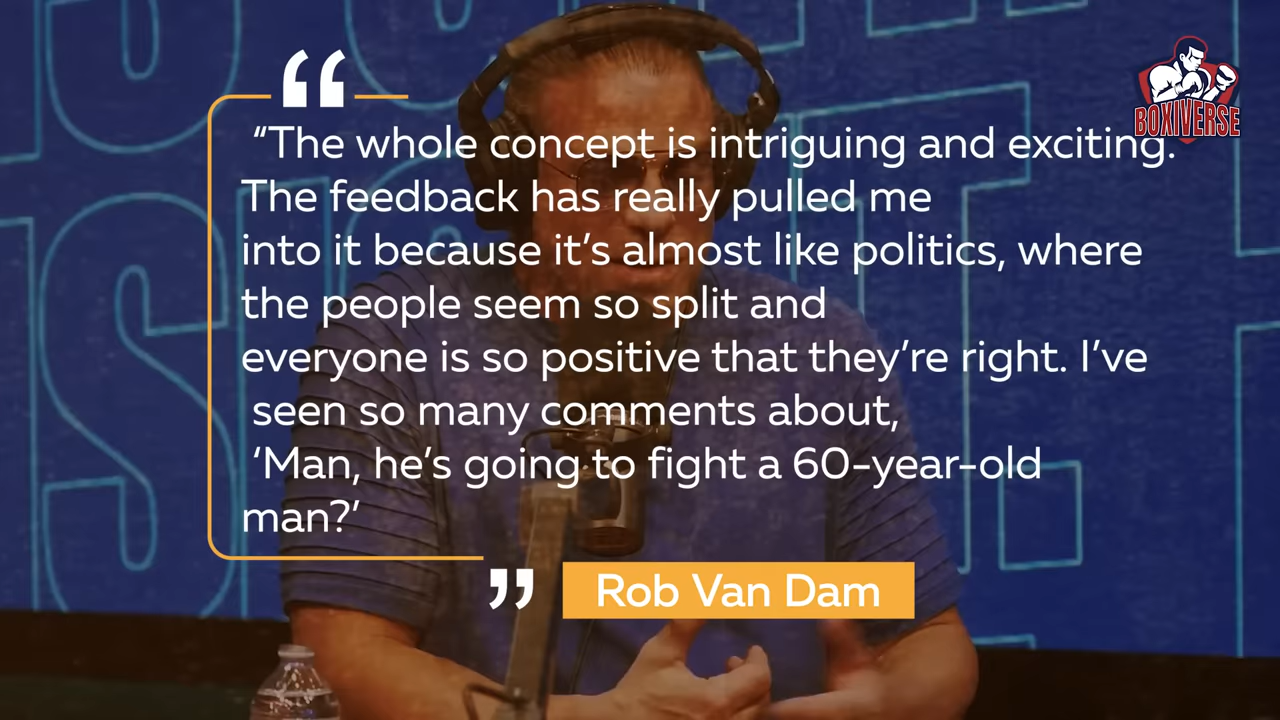 BOXIVERSE
“The whole concept is intriguing and exciting.
The feedback has really pulled me
into it because it’s almost like politics, where
the people seem so split and
everyone is so positive that they’re right. I’ve
seen so many comments about,
‘Man, he’s going to fight a 60-year-old
man?’
Rob Van Dam